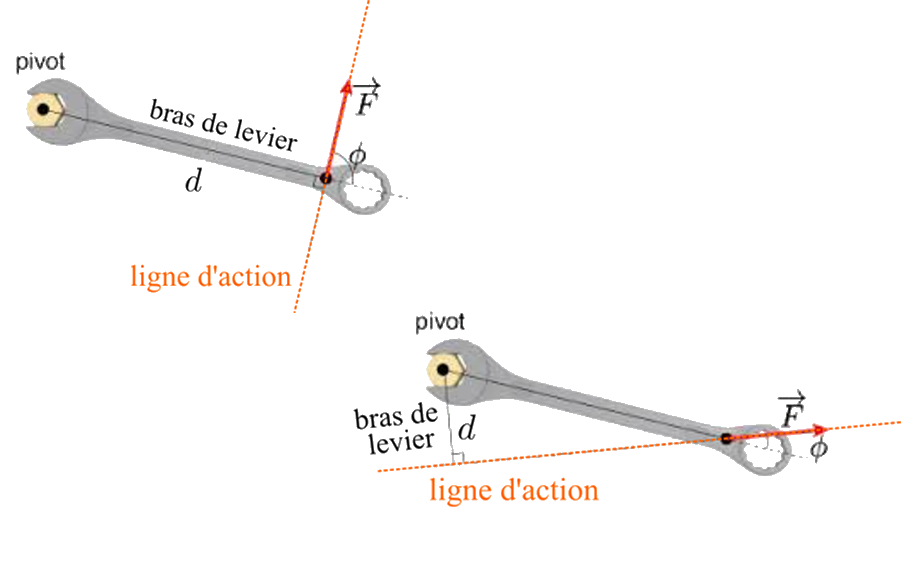 pivot
F
bras de levier
ϕ
d
ligne d'action
pivot
F
bras de
levier
d
ϕ
ligne d'action